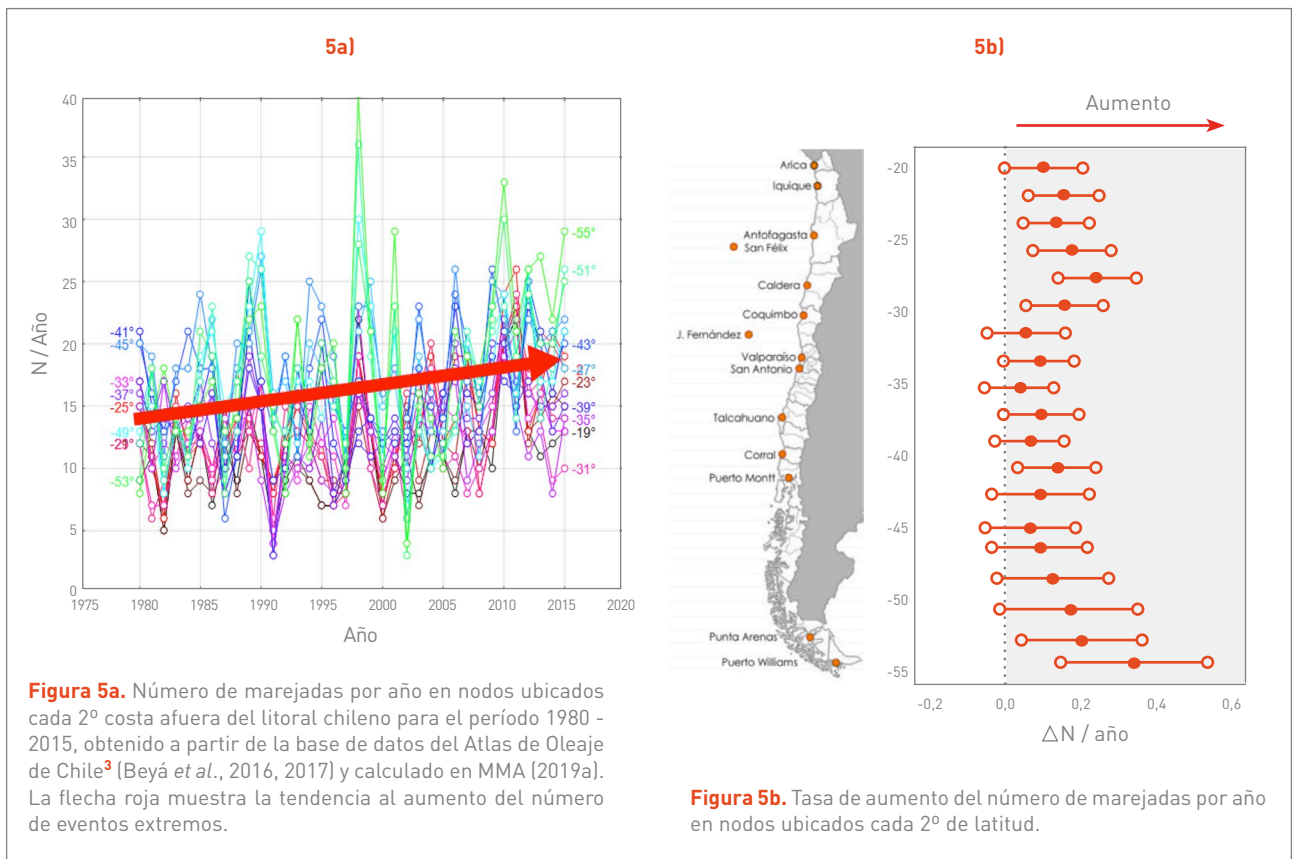 5a)
40
35
30
25
20
15
10
5
0
N / Año
1975
1980
1985
1990
1995
2000
2005
2010
2015
2020
Año
-41°
-45°
-33°
-37°
-25°
-49°
-53°
-55°
-51°
-43°
-27°
-23°
-39°
-35°
-19°
-31°
Figura 5a. Número de marejadas por año en nodos ubicados
cada 2º costa afuera del litoral chileno para el período 1980 -
2015, obtenido a partir de la base de datos del Atlas de Oleaje
de Chile³ (Beyá et al., 2016, 2017) y calculado en MMA (2019a).
La flecha roja muestra la tendencia al aumento del número
de eventos extremos.
5b)
Aumento
Arica
Iquique
Antofagasta
San Félix
Caldera
Coquimbo
J. Fernández
Valparaíso
San Antonio
Talcahuano
Corral
Puerto Montt
Punta Arenas
Puerto Williams
-20
-25
-30
-35
-40
-45
-50
-55
-0,2
0,0
0,2
0,4
0,6
△N / año
Figura 5b. Tasa de aumento del número de marejadas por año
en nodos ubicados cada 2º de latitud.